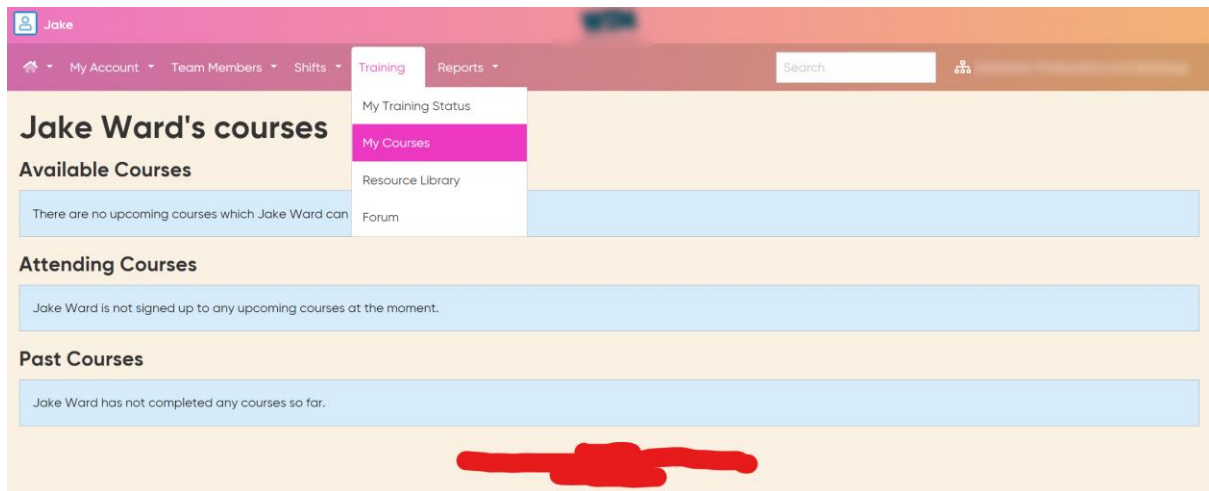 Jake
My Account Team Members Shifts Training Reports Search
My Training Status
My Courses
Resource Library
Forum
Jake Ward's courses
Available Courses
There are no upcoming courses which Jake Ward can
Attending Courses
Jake Ward is not signed up to any upcoming courses at the moment.
Past Courses
Jake Ward has not completed any courses so far.